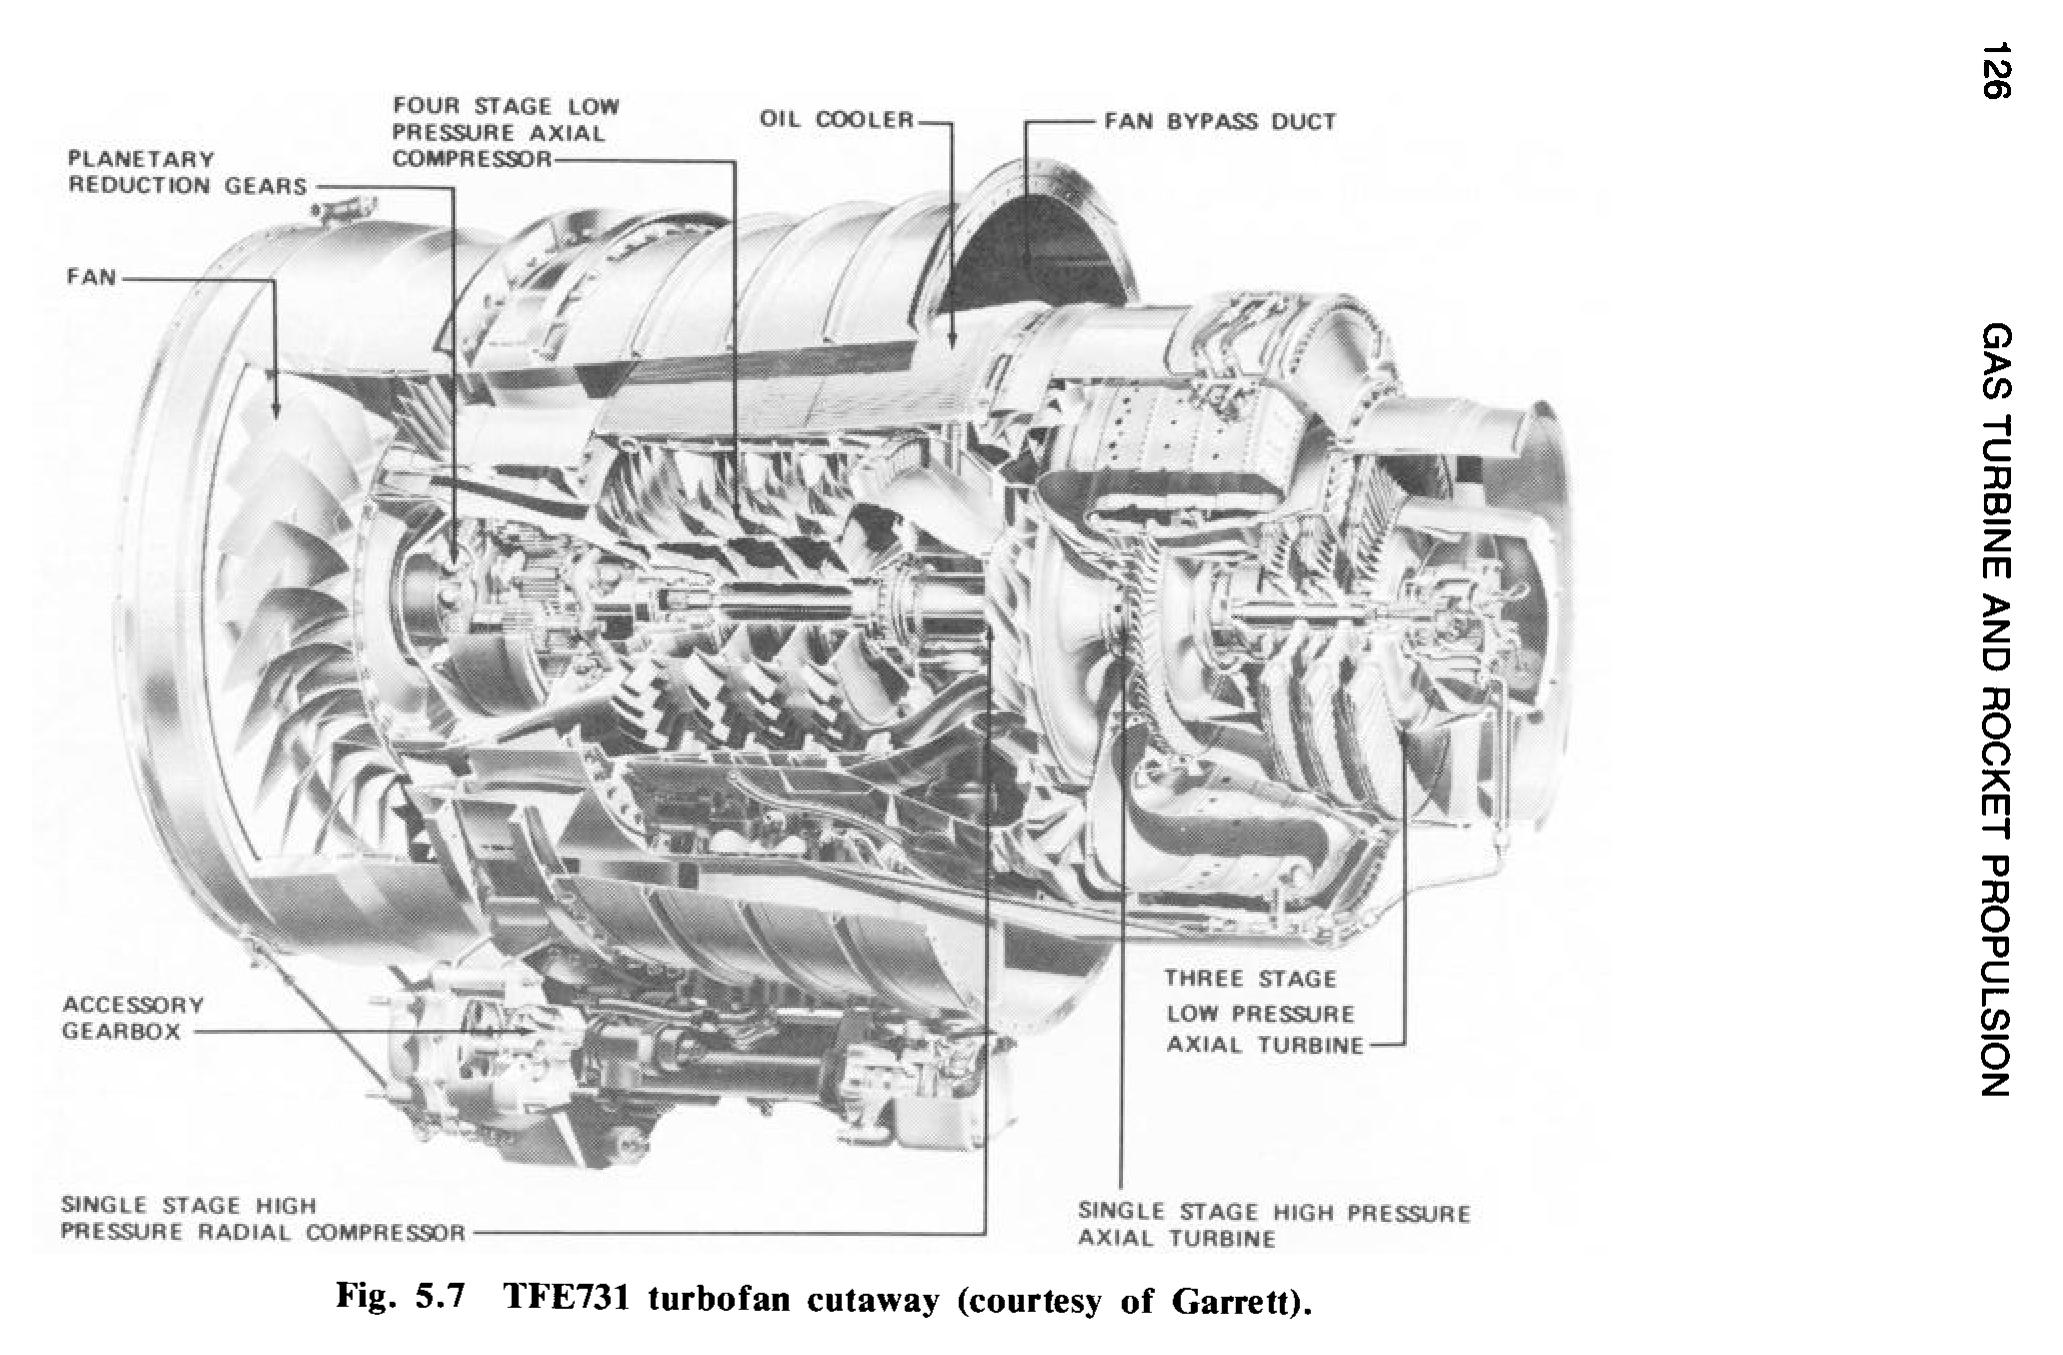 126 GAS TURBINE AND ROCKET PROPULSION
FOUR STAGE LOW
PRESSURE AXIAL
COMPRESSOR
OIL COOLER
FAN BYPASS DUCT
PLANETARY
REDUCTION GEARS
FAN
ACCESSORY
GEARBOX
THREE STAGE
LOW PRESSURE
AXIAL TURBINE
SINGLE STAGE HIGH
PRESSURE RADIAL COMPRESSOR
SINGLE STAGE HIGH PRESSURE
AXIAL TURBINE
Fig. 5.7 TFE731 turbofan cutaway (courtesy of Garrett).